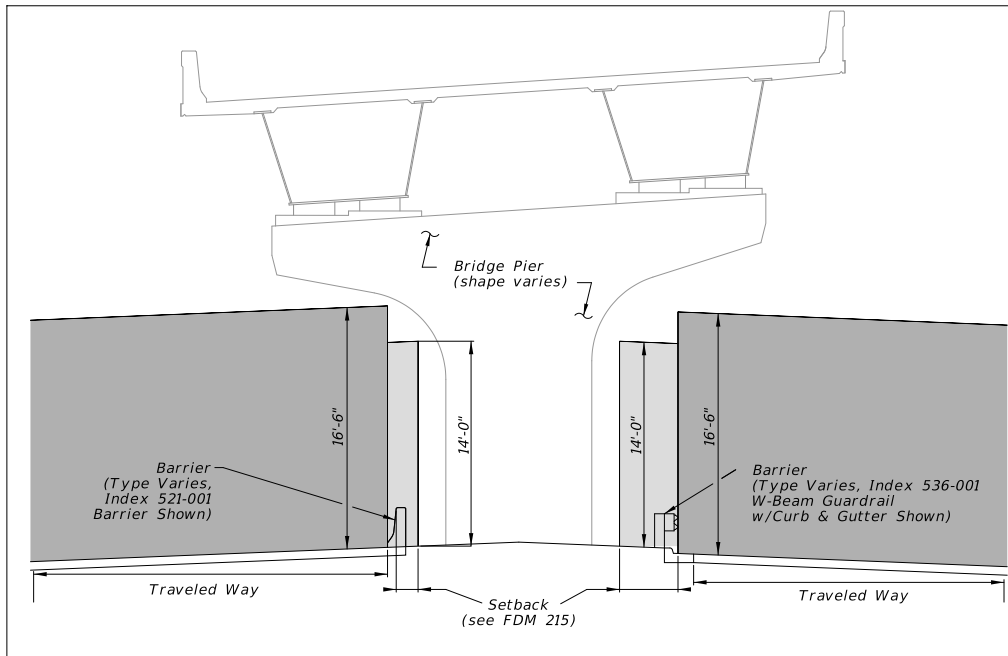 Bridge Pier
(shape varies)
16'-6"
14'-0"
14'-0"
16'-6"
Barrier
(Type Varies,
Index 521-001
Barrier Shown)
Barrier
(Type Varies, Index 536-001
W-Beam Guardrail
w/Curb & Gutter Shown)
Traveled Way
Setback
(see FDM 215)
Traveled Way